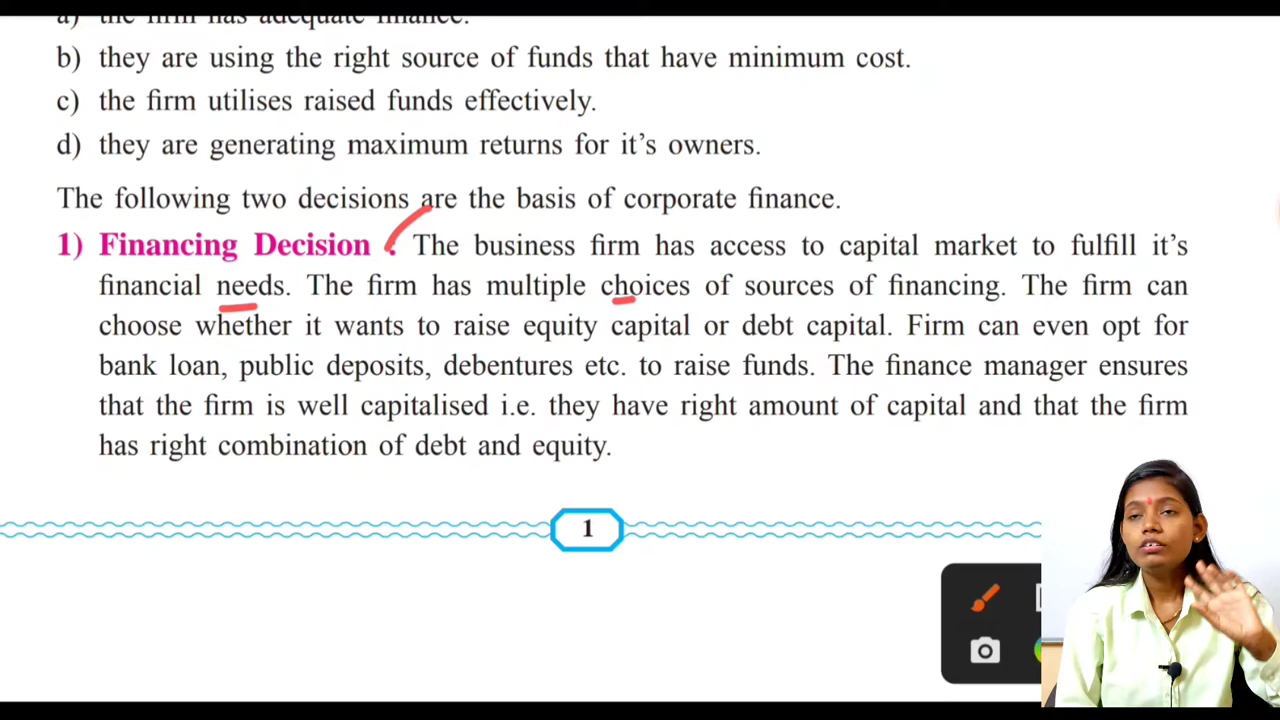 a) the firm has adequate finance.
b) they are using the right source of funds that have minimum cost.
c) the firm utilises raised funds effectively.
d) they are generating maximum returns for it’s owners.
The following two decisions are the basis of corporate finance.
1) Financing Decision : The business firm has access to capital market to fulfill it’s
financial needs. The firm has multiple choices of sources of financing. The firm can
choose whether it wants to raise equity capital or debt capital. Firm can even opt for
bank loan, public deposits, debentures etc. to raise funds. The finance manager ensures
that the firm is well capitalised i.e. they have right amount of capital and that the firm
has right combination of debt and equity.
1